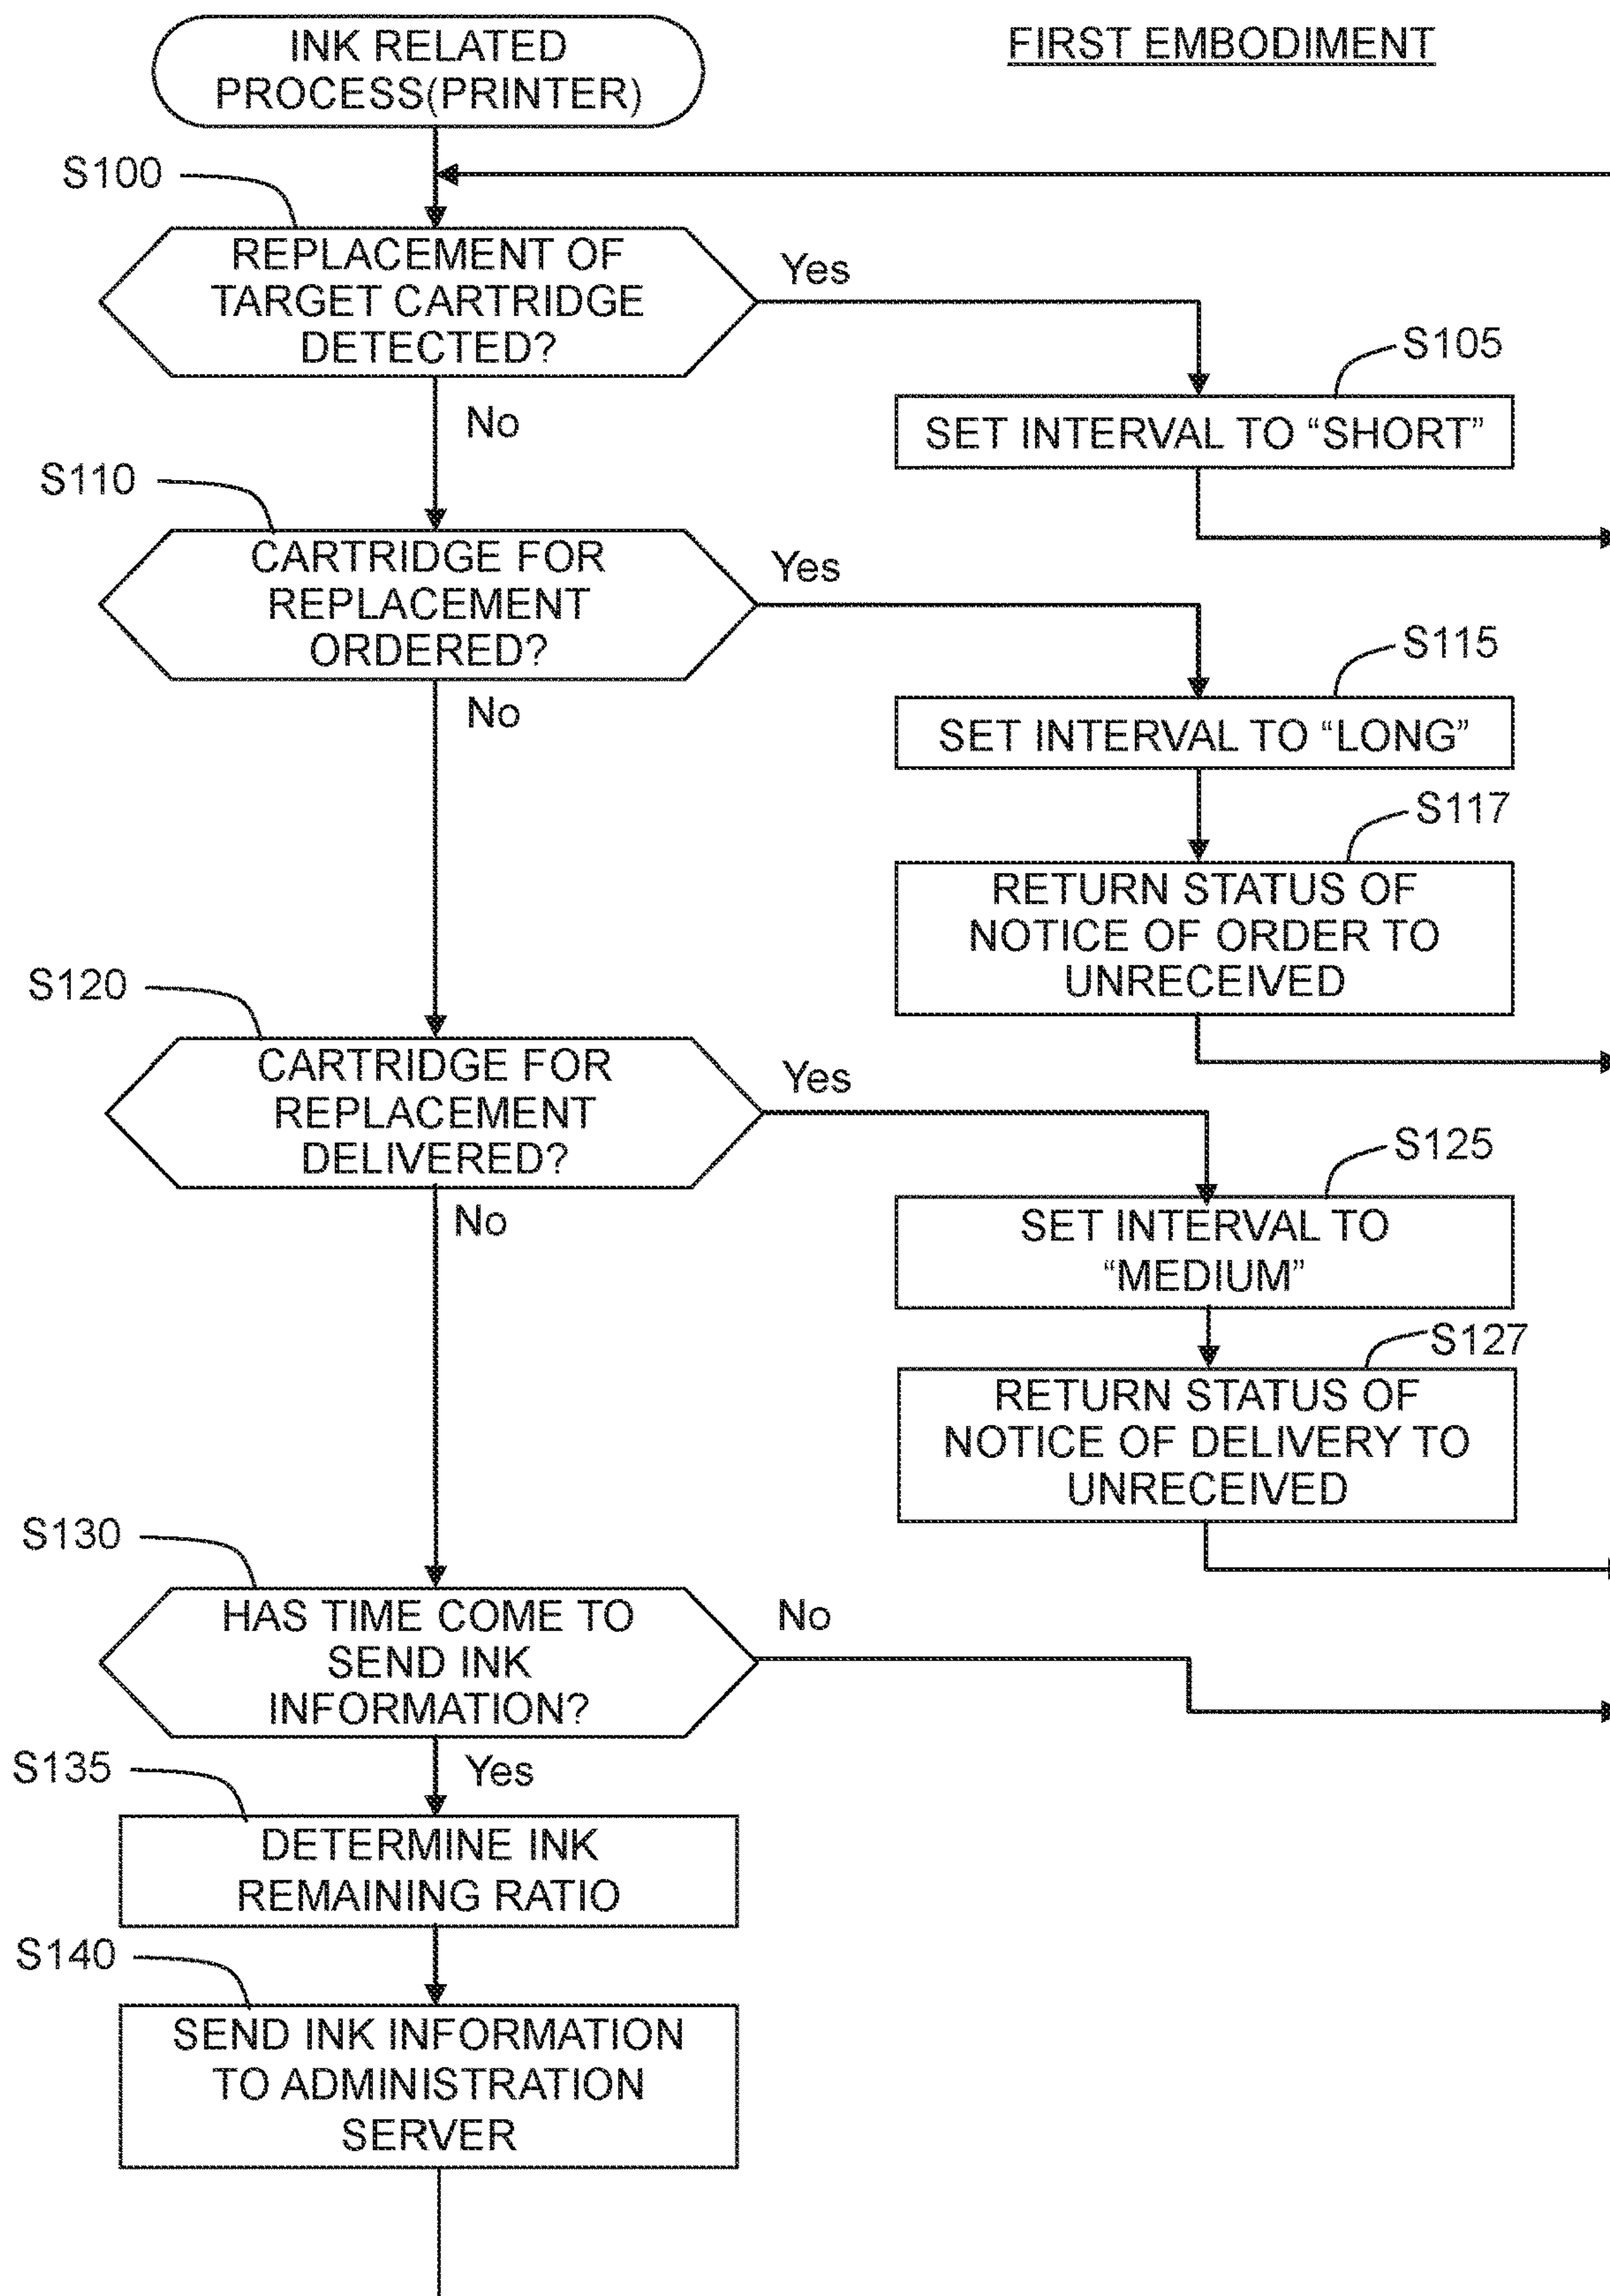 INK RELATED
PROCESS(PRINTER)
FIRST EMBODIMENT
S100
REPLACEMENT OF
TARGET CARTRIDGE
DETECTED?
Yes
No
S105
SET INTERVAL TO “SHORT”
S110
CARTRIDGE FOR
REPLACEMENT
ORDERED?
Yes
No
S115
SET INTERVAL TO “LONG”
S117
RETURN STATUS OF
NOTICE OF ORDER TO
UNRECEIVED
S120
CARTRIDGE FOR
REPLACEMENT
DELIVERED?
Yes
No
S125
SET INTERVAL TO
“MEDIUM”
S127
RETURN STATUS OF
NOTICE OF DELIVERY TO
UNRECEIVED
S130
HAS TIME COME TO
SEND INK
INFORMATION?
No
Yes
S135
DETERMINE INK
REMAINING RATIO
S140
SEND INK INFORMATION
TO ADMINISTRATION
SERVER